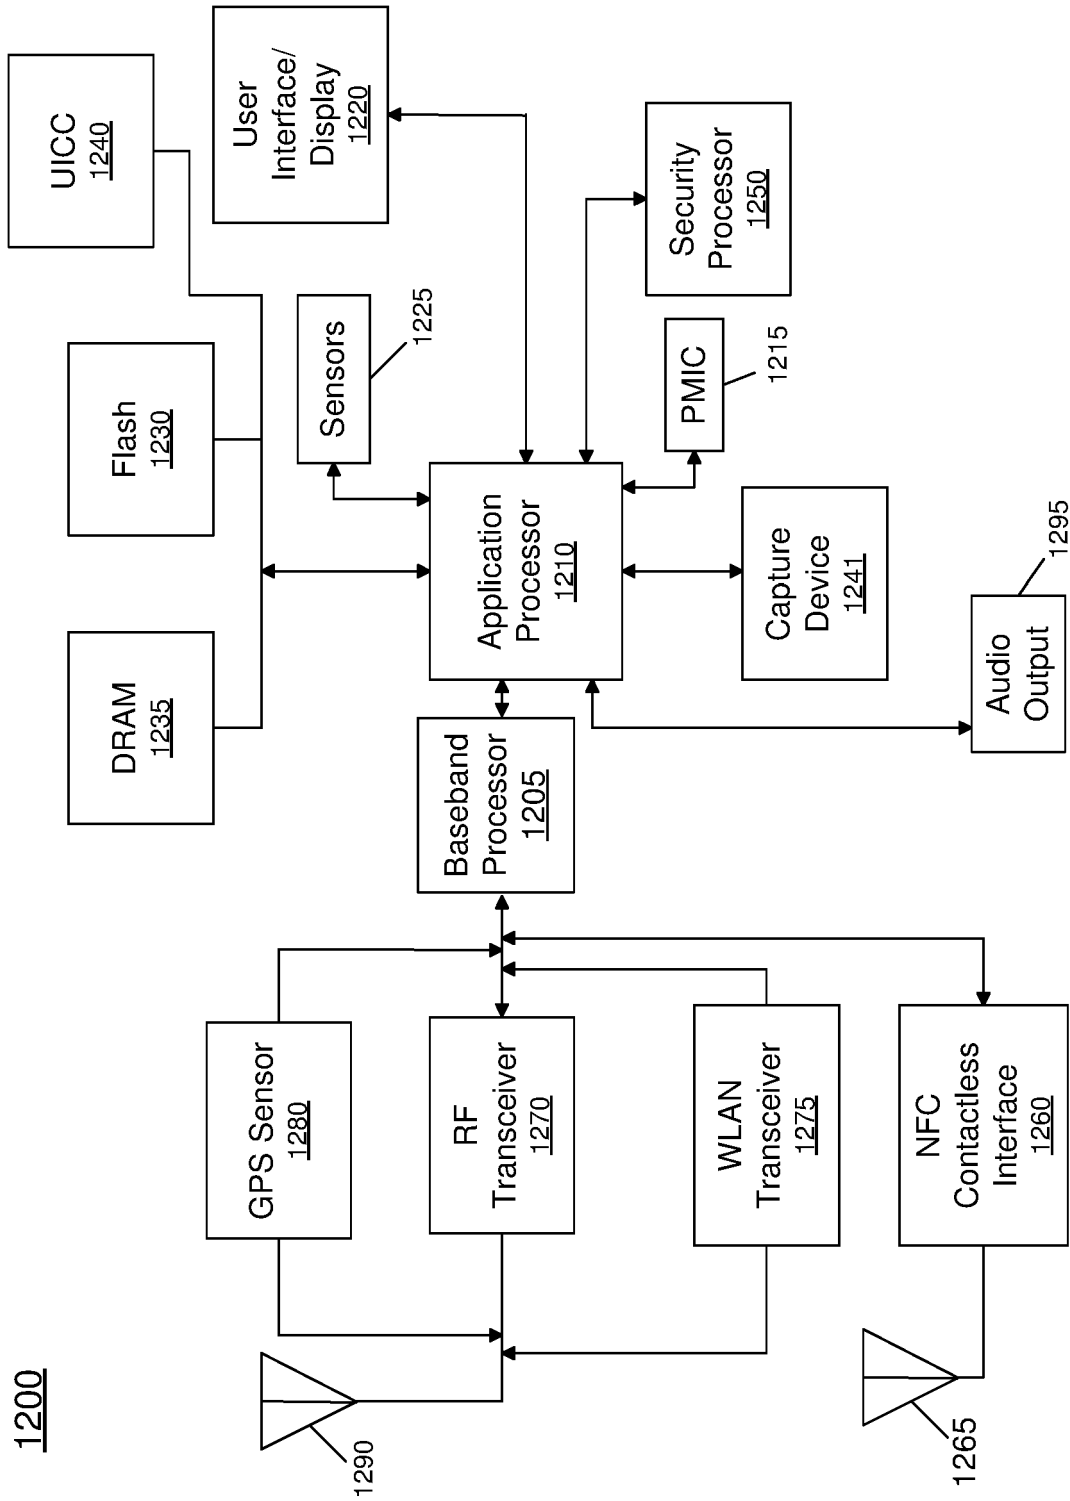 1200
UICC
1240
User
Interface/
Display
1220
Flash
1230
DRAM
1235
Sensors
1225
Security
Processor
1250
PMIC
1215
Application
Processor
1210
Capture
Device
1241
Audio
Output
1295
Baseband
Processor
1205
GPS Sensor
1280
RF
Transceiver
1270
WLAN
Transceiver
1275
NFC
Contactless
Interface
1260
1290
1265